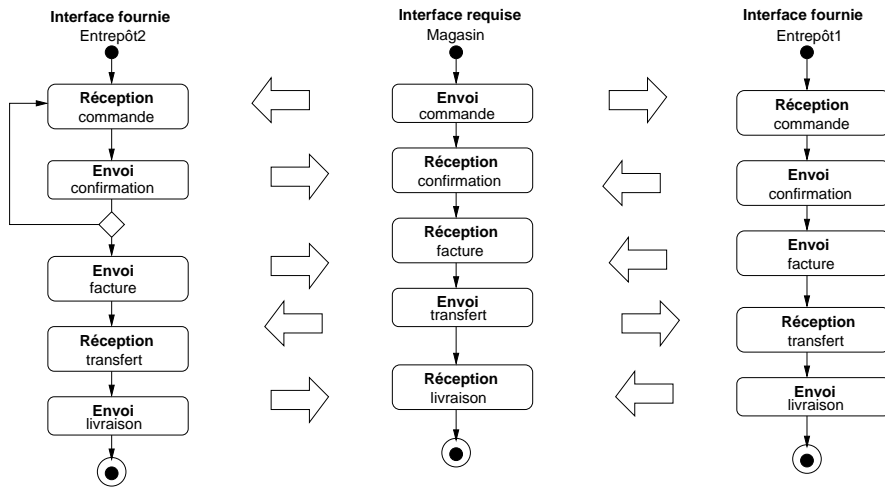 Interface fournie
Entrepôt2
Réception
commande
Envoi
confirmation
Envoi
facture
Réception
transfert
Envoi
livraison
Interface requise
Magasin
Envoi
commande
Réception
confirmation
Réception
facture
Envoi
transfert
Réception
livraison
Interface fournie
Entrepôt1
Réception
commande
Envoi
confirmation
Envoi
facture
Réception
transfert
Envoi
livraison